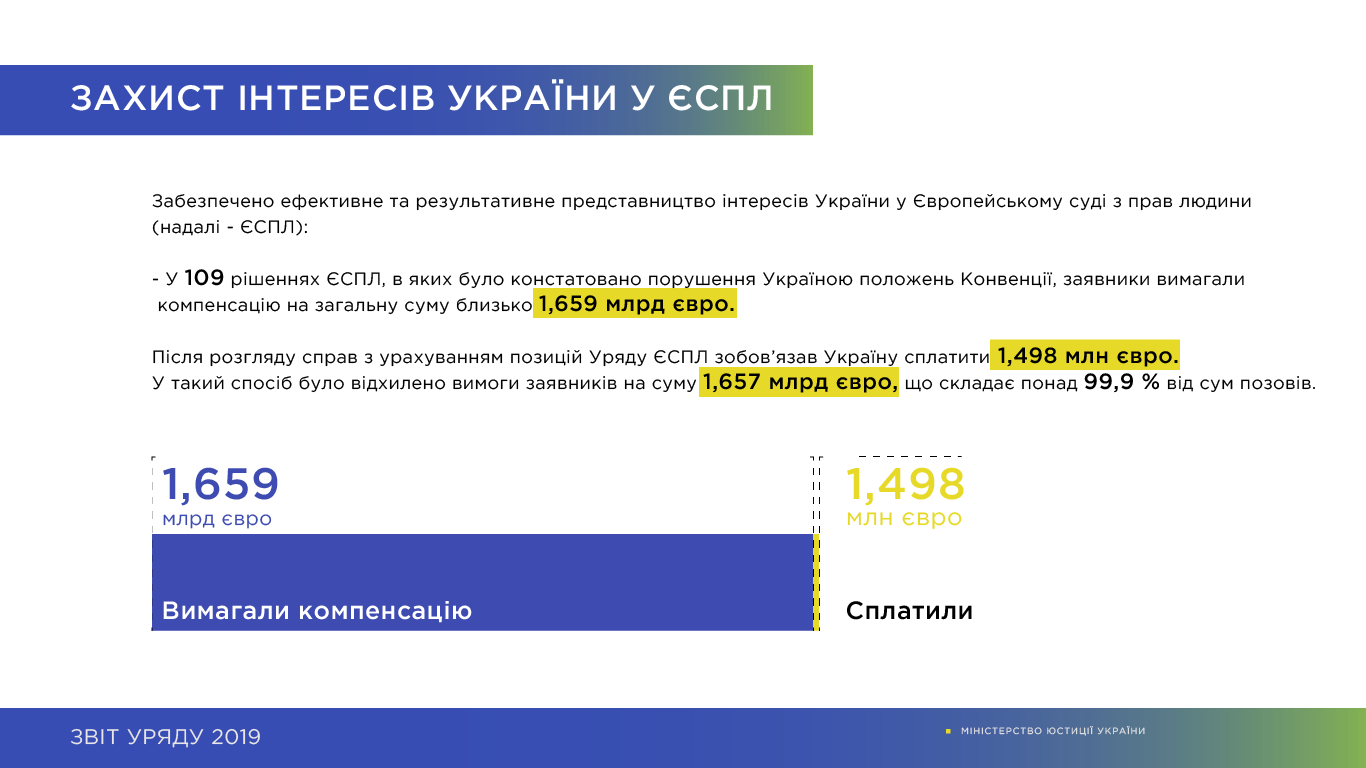 ЗАХИСТ ІНТЕРЕСІВ УКРАЇНИ У ЄСПЛ
Забезпечено ефективне та результативне представництво інтересів України у Європейському суді з прав людини
(надалі - ЄСПЛ):
- У 109 рішеннях ЄСПЛ, в яких було констатовано порушення Україною положень Конвенції, заявники вимагали
компенсацію на загальну суму близько 1,659 млрд євро.
Після розгляду справ з урахуванням позицій Уряду ЄСПЛ зобов’язав Україну сплатити 1,498 млн євро.
У такий спосіб було відхилено вимоги заявників на суму 1,657 млрд євро, що складає понад 99,9 % від сум позовів.
1,659
млрд євро
1,498
млн євро
Вимагали компенсацію
Сплатили
ЗВІТ УРЯДУ 2019
МІНІСТЕРСТВО ЮСТИЦІЇ УКРАЇНИ